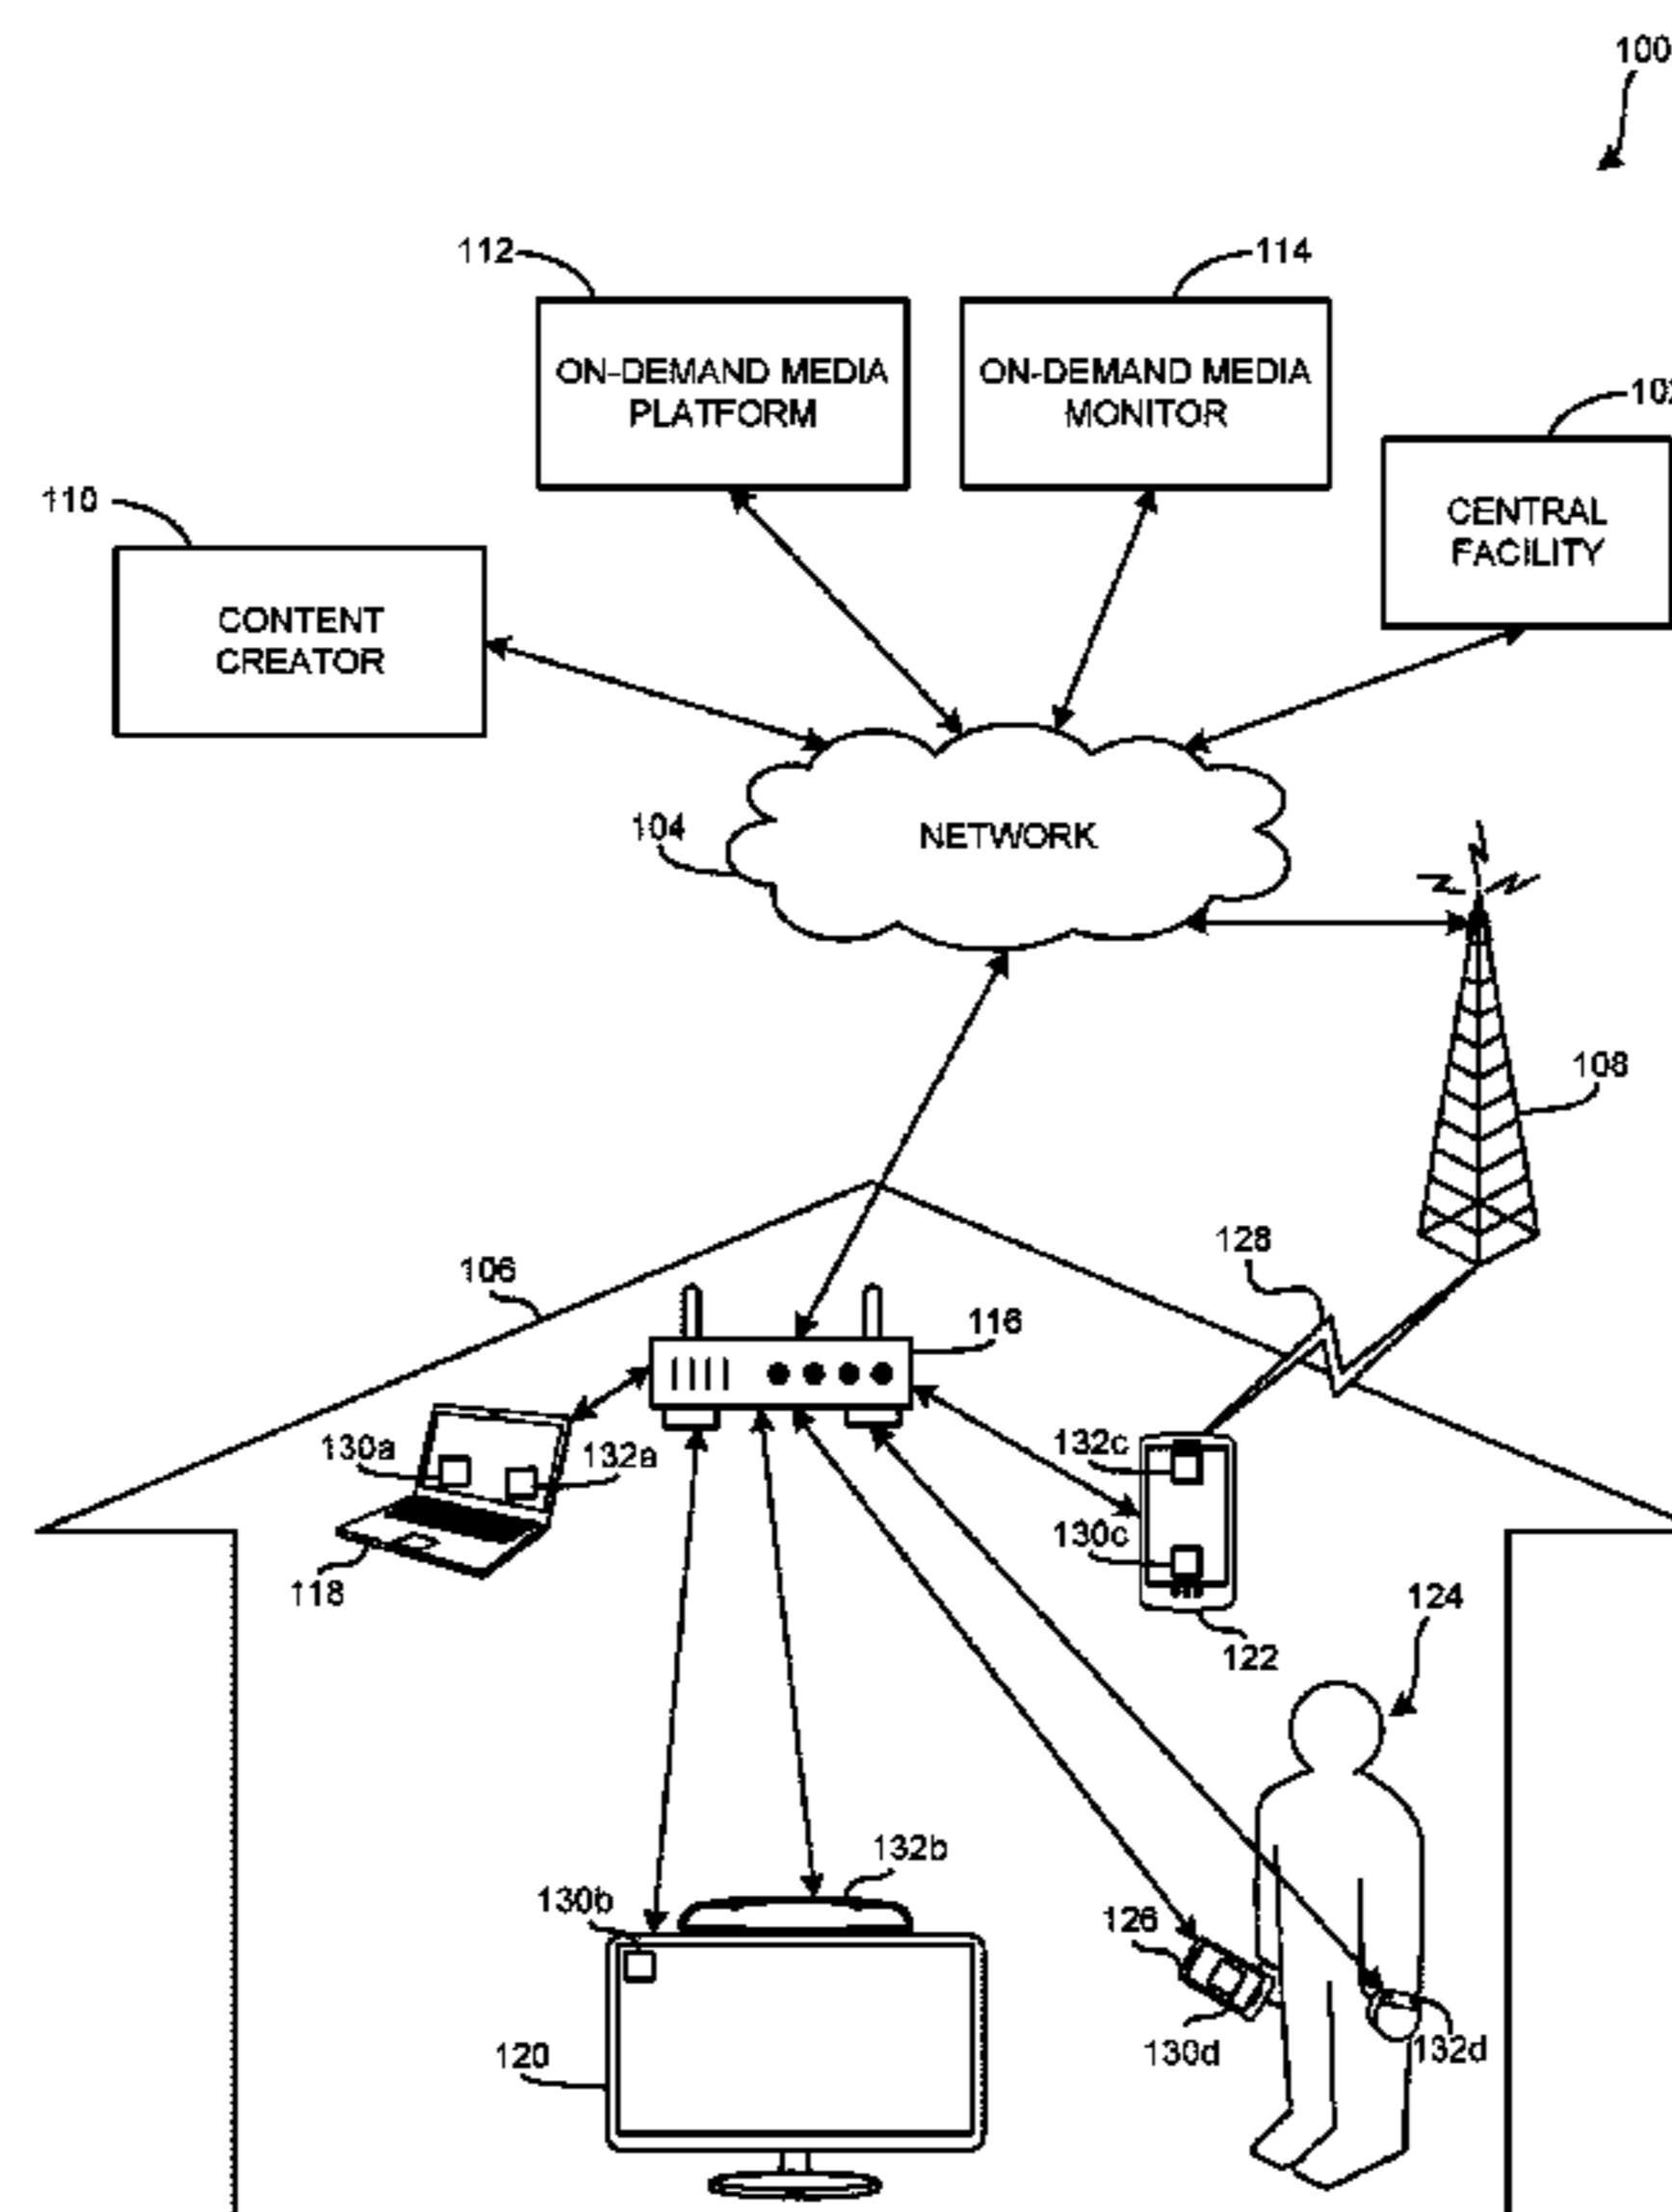 100
112
114
ON-DEMAND MEDIA
PLATFORM
ON-DEMAND MEDIA
MONITOR
110
CENTRAL
FACILITY
CONTENT
CREATOR
104
NETWORK
108
128
106
116
130a
132a
132c
130c
118
124
122
132b
130b
126
120
130d
132d